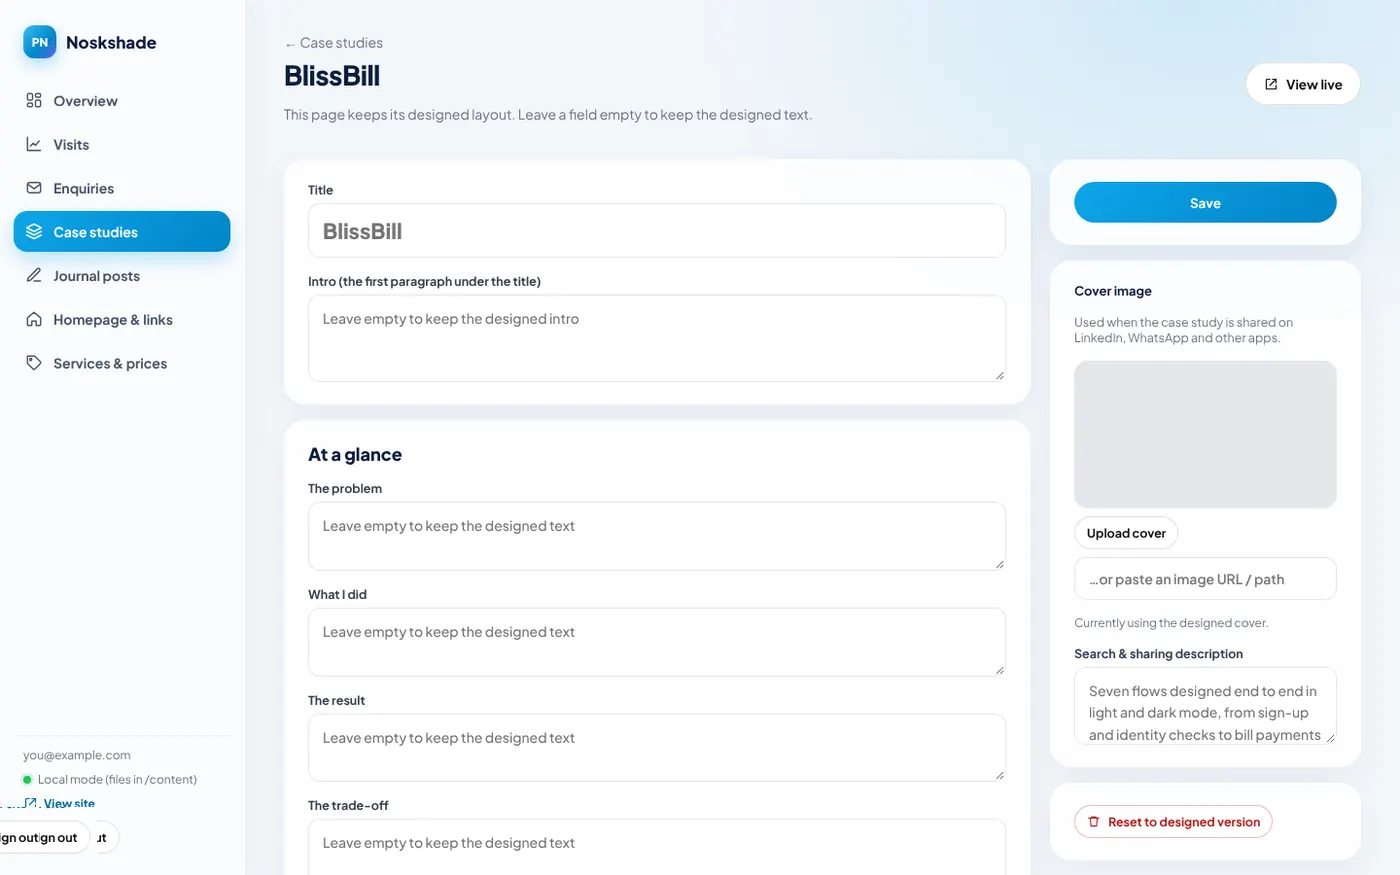 PN
Noskshade
Overview
Visits
Enquiries
Case studies
Journal posts
Homepage & links
Services & prices
you@example.com
Local mode (files in /content)
View site
ign out
ign out
ut
← Case studies
BlissBill
This page keeps its designed layout. Leave a field empty to keep the designed text.
View live
Title
BlissBill
Intro (the first paragraph under the title)
Leave empty to keep the designed intro
At a glance
The problem
Leave empty to keep the designed text
What I did
Leave empty to keep the designed text
The result
Leave empty to keep the designed text
The trade-off
Leave empty to keep the designed text
Save
Cover image
Used when the case study is shared on
LinkedIn, WhatsApp and other apps.
Upload cover
...or paste an image URL / path
Currently using the designed cover.
Search & sharing description
Seven flows designed end to end in
light and dark mode, from sign-up
and identity checks to bill payments
Reset to designed version